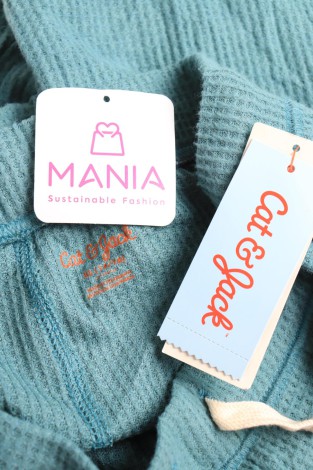 MANIA
Sustainable Fashion
Cat & Jack
Cat & Jack